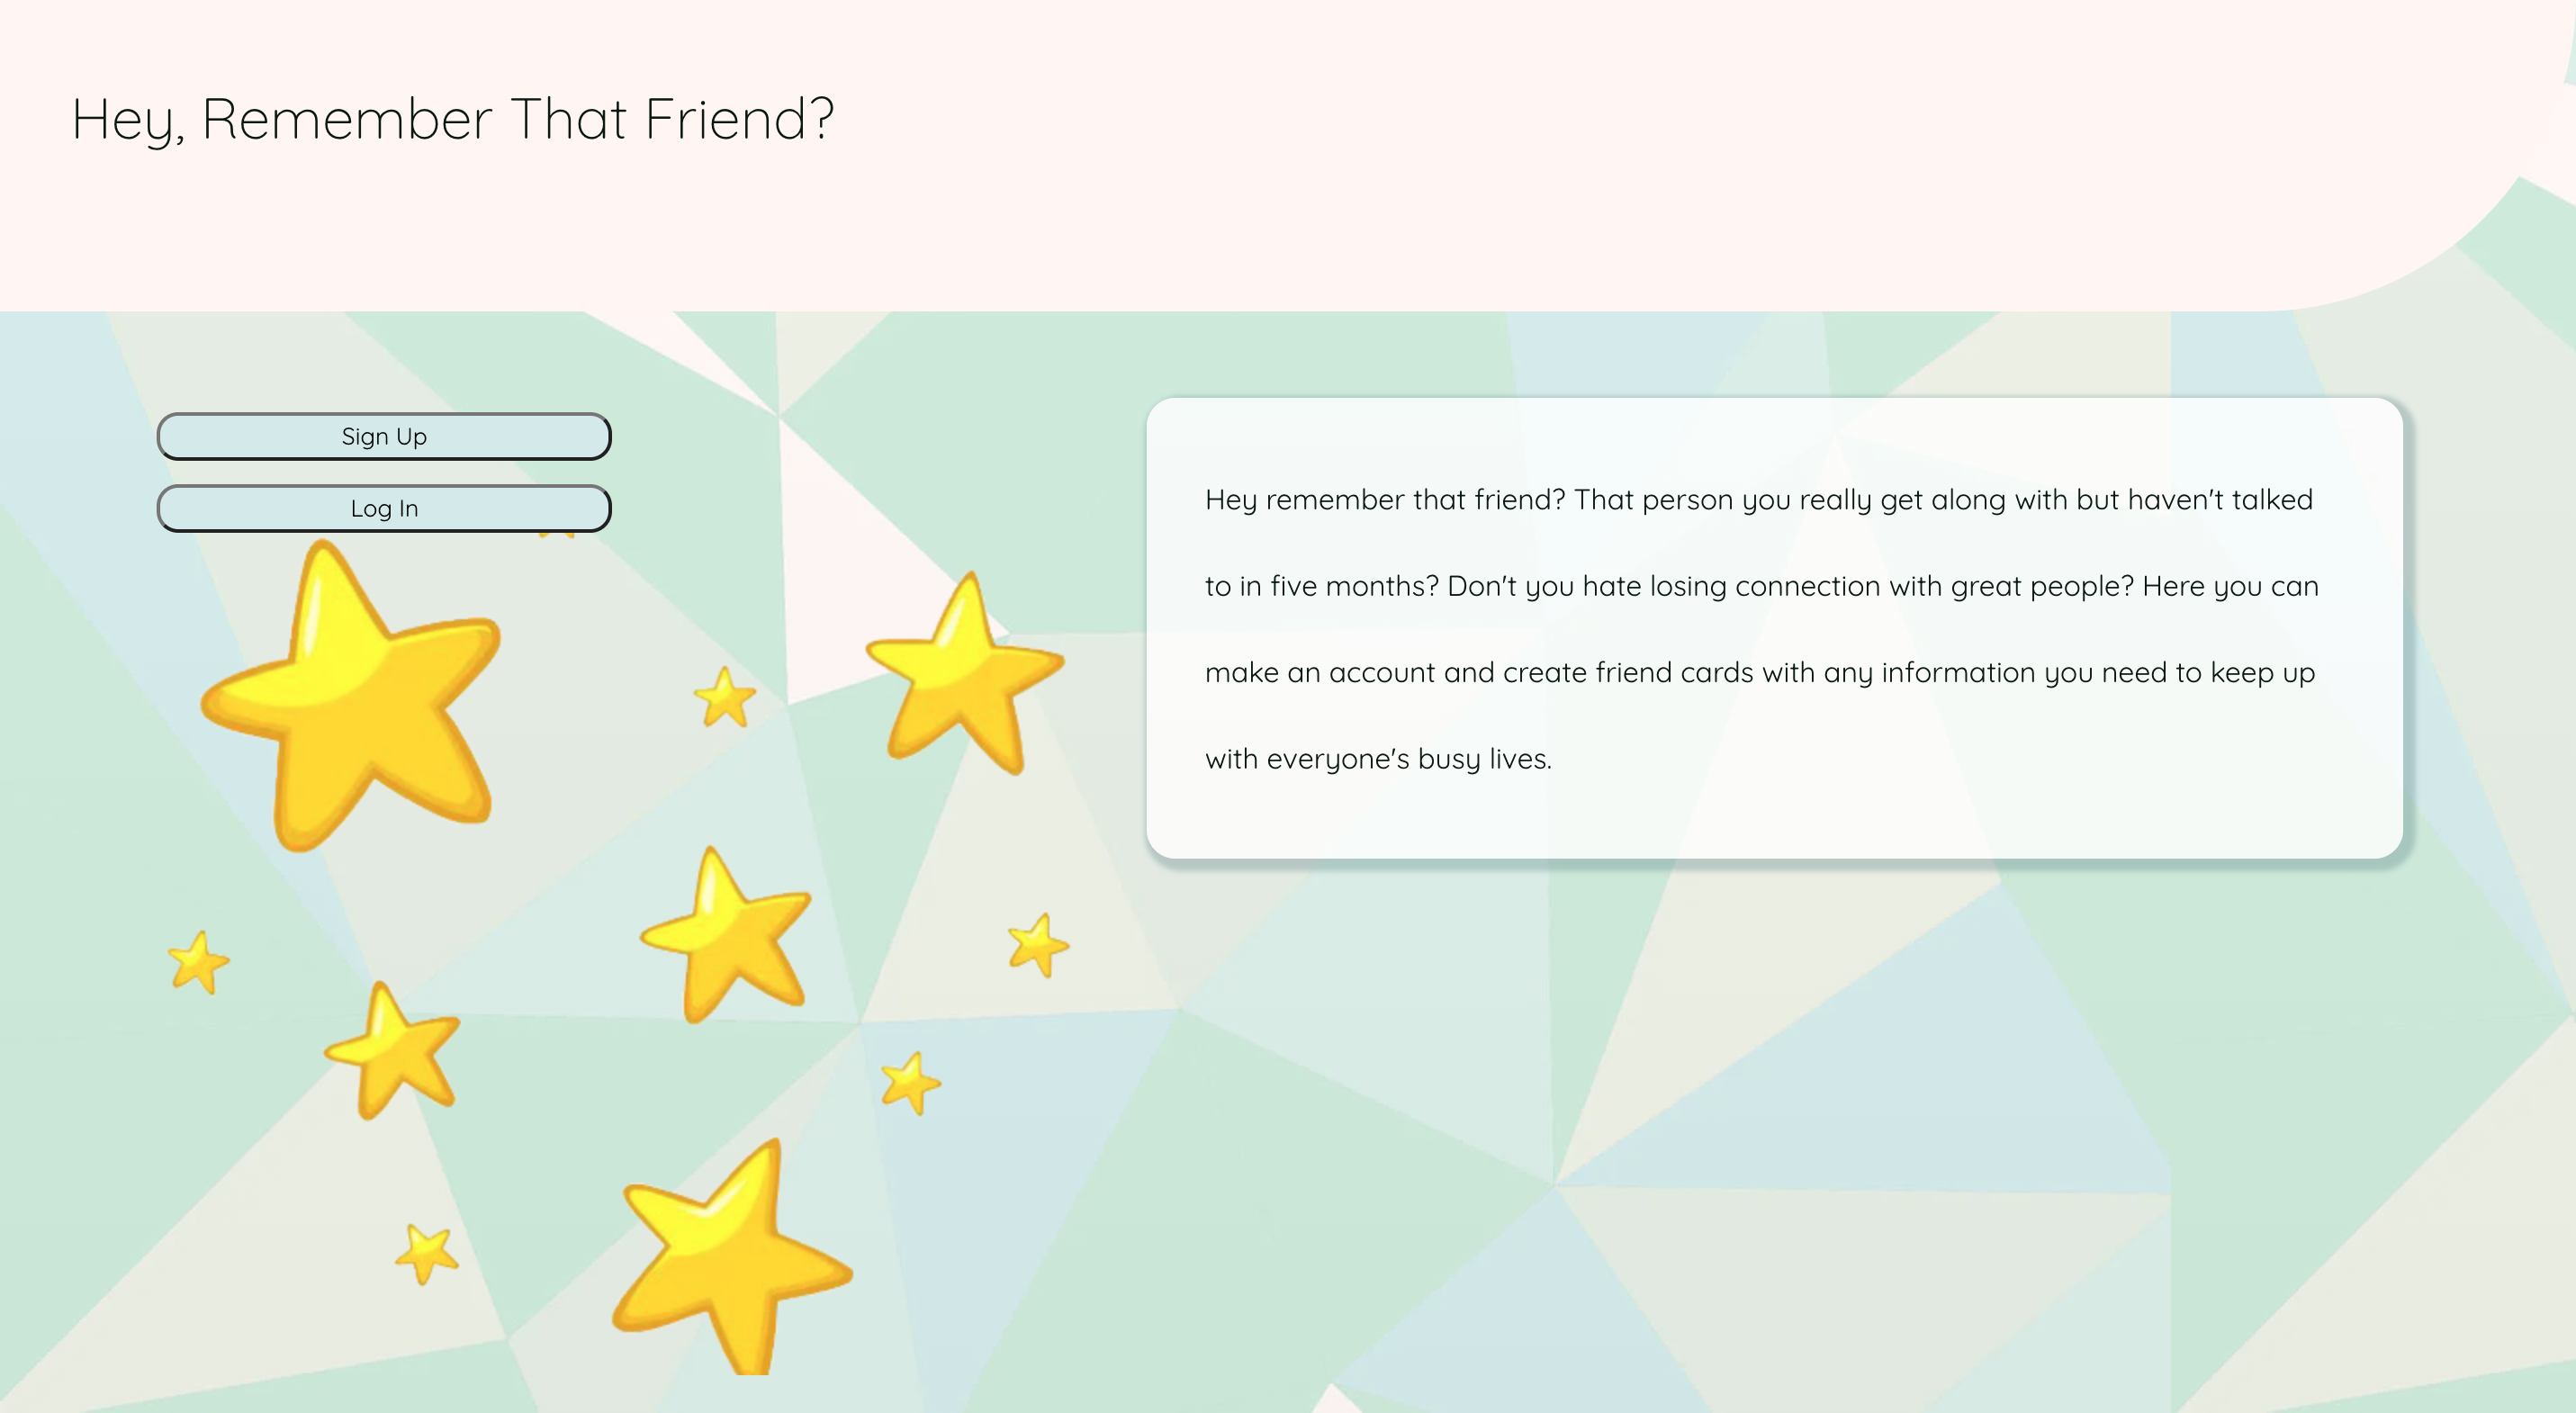 Hey, Remember That Friend?
Sign Up
Log In
Hey remember that friend? That person you really get along with but haven't talked
to in five months? Don't you hate losing connection with great people? Here you can
make an account and create friend cards with any information you need to keep up
with everyone's busy lives.